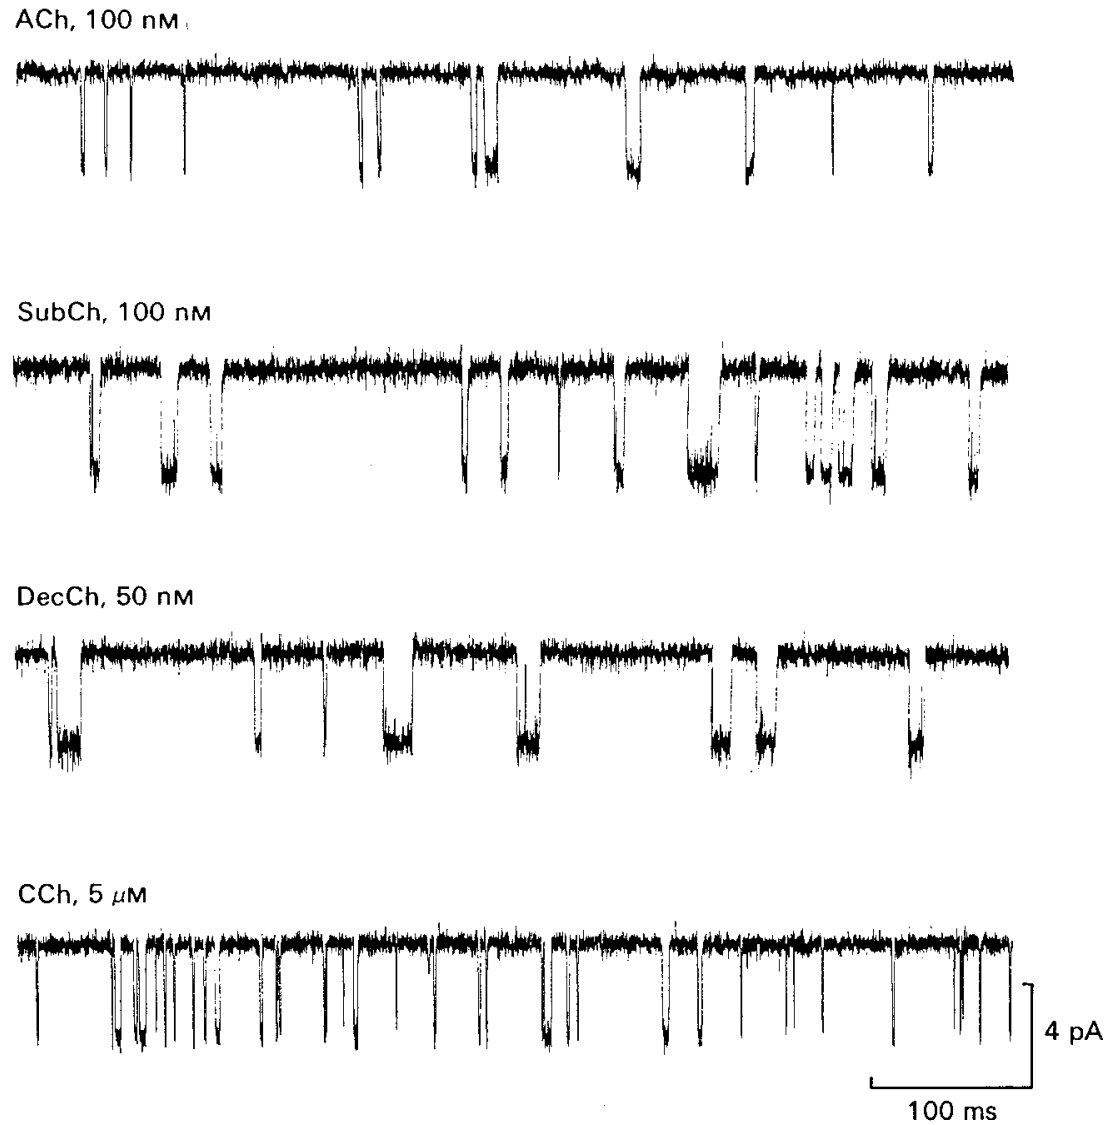 ACh, 100 nM
SubCh, 100 nM
DecCh, 50 nM
CCh, 5 μM
4 pA
100 ms